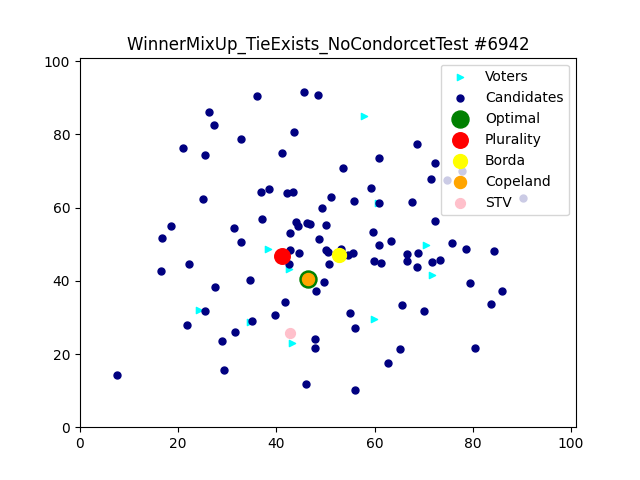 WinnerMixUp_TieExists_NoCondorcetTest #6942
100
80
60
40
20
0
0 20 40 60 80 100
Voters
Candidates
Optimal
Plurality
Borda
Copeland
STV